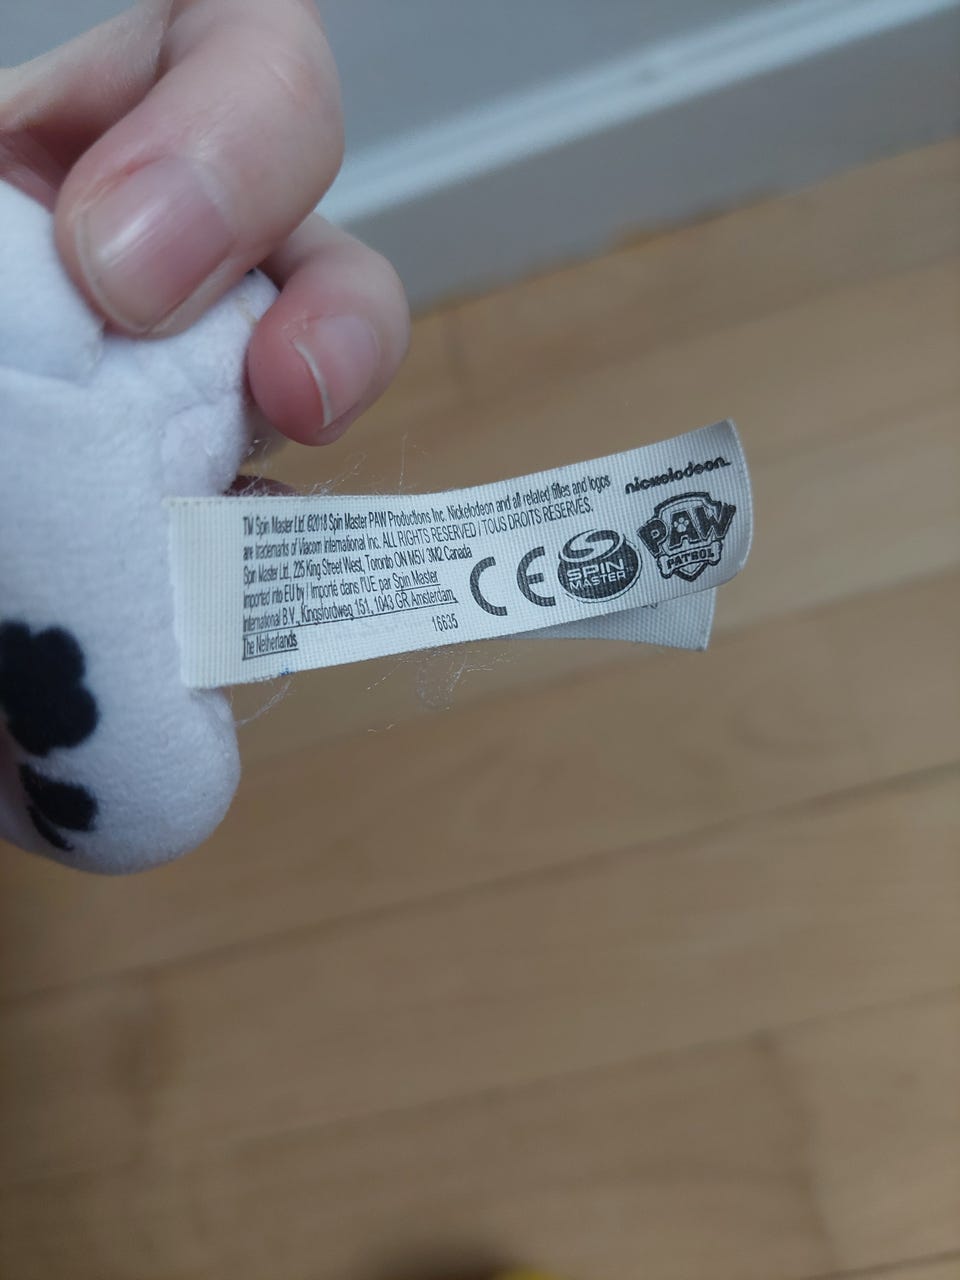 TM Spin Master Ltd. ©2018 Spin Master PAW Productions Inc. Nickelodeon and all related titles and logos
are trademarks of Viacom International Inc. ALL RIGHTS RESERVED / TOUS DROITS RÉSERVÉS.
Spin Master Ltd., 225 King Street West, Toronto ON M5V 3M2 Canada
Imported into EU by / Importé dans l'UE par Spin Master
International B.V., Kingsfordweg 151, 1043 GR Amsterdam,
The Netherlands
16635
CE
SPIN
MASTER
nickelodeon
PAW
PATROL